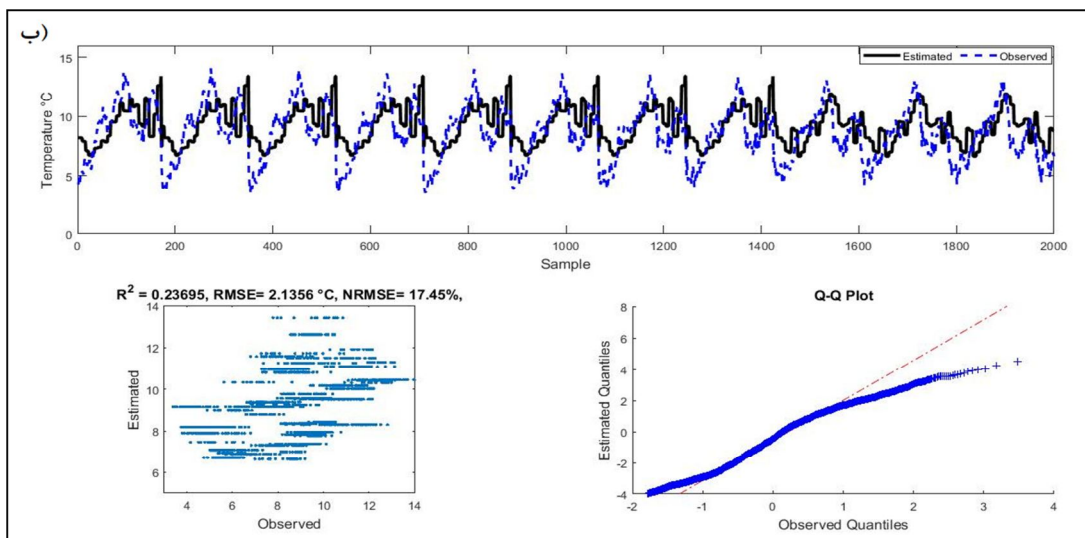 ب)
15
10
5
0
Temperature °C
Estimated
Observed
0 200 400 600 800 1000 1200 1400 1600 1800 2000
Sample
R² = 0.23695, RMSE= 2.1356 °C, NRMSE= 17.45%,
14
12
10
8
6
Estimated
4 6 8 10 12 14
Observed
Q-Q Plot
8
6
4
2
0
-2
-4
Estimated Quantiles
-2 -1 0 1 2 3 4
Observed Quantiles